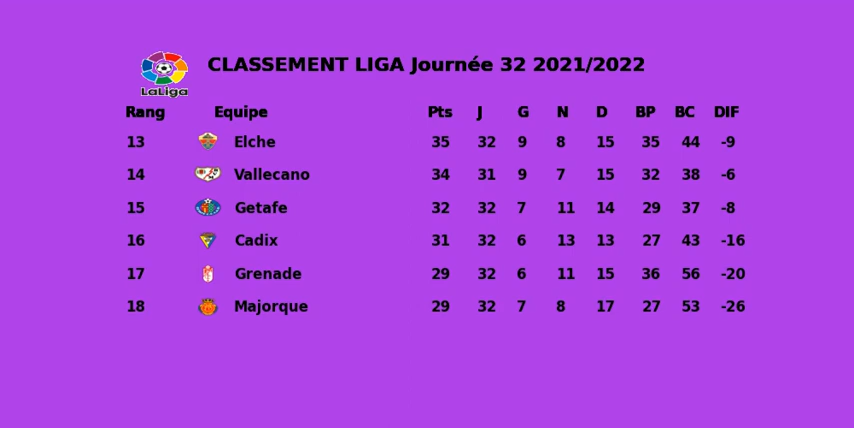 CLASSEMENT LIGA Journée 32 2021/2022
LaLiga
Rang Equipe Pts J G N D BP BC DIF
13 Elche 35 32 9 8 15 35 44 -9
14 Vallecano 34 31 9 7 15 32 38 -6
15 Getafe 32 32 7 11 14 29 37 -8
16 Cadix 31 32 6 13 13 27 43 -16
17 Grenade 29 32 6 11 15 36 56 -20
18 Majorque 29 32 7 8 17 27 53 -26